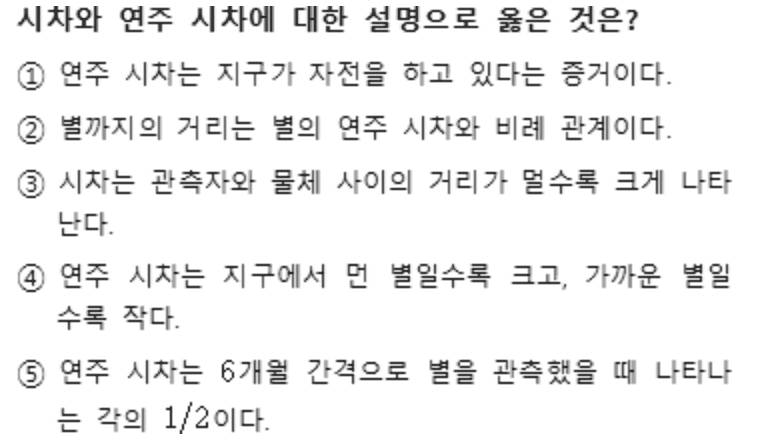 시차와 연주 시차에 대한 설명으로 옳은 것은?
① 연주 시차는 지구가 자전을 하고 있다는 증거이다.
② 별까지의 거리는 별의 연주 시차와 비례 관계이다.
③ 시차는 관측자와 물체 사이의 거리가 멀수록 크게 나타
난다.
④ 연주 시차는 지구에서 먼 별일수록 크고, 가까운 별일
수록 작다.
⑤ 연주 시차는 6개월 간격으로 별을 관측했을 때 나타나
는 각의 1/2이다.